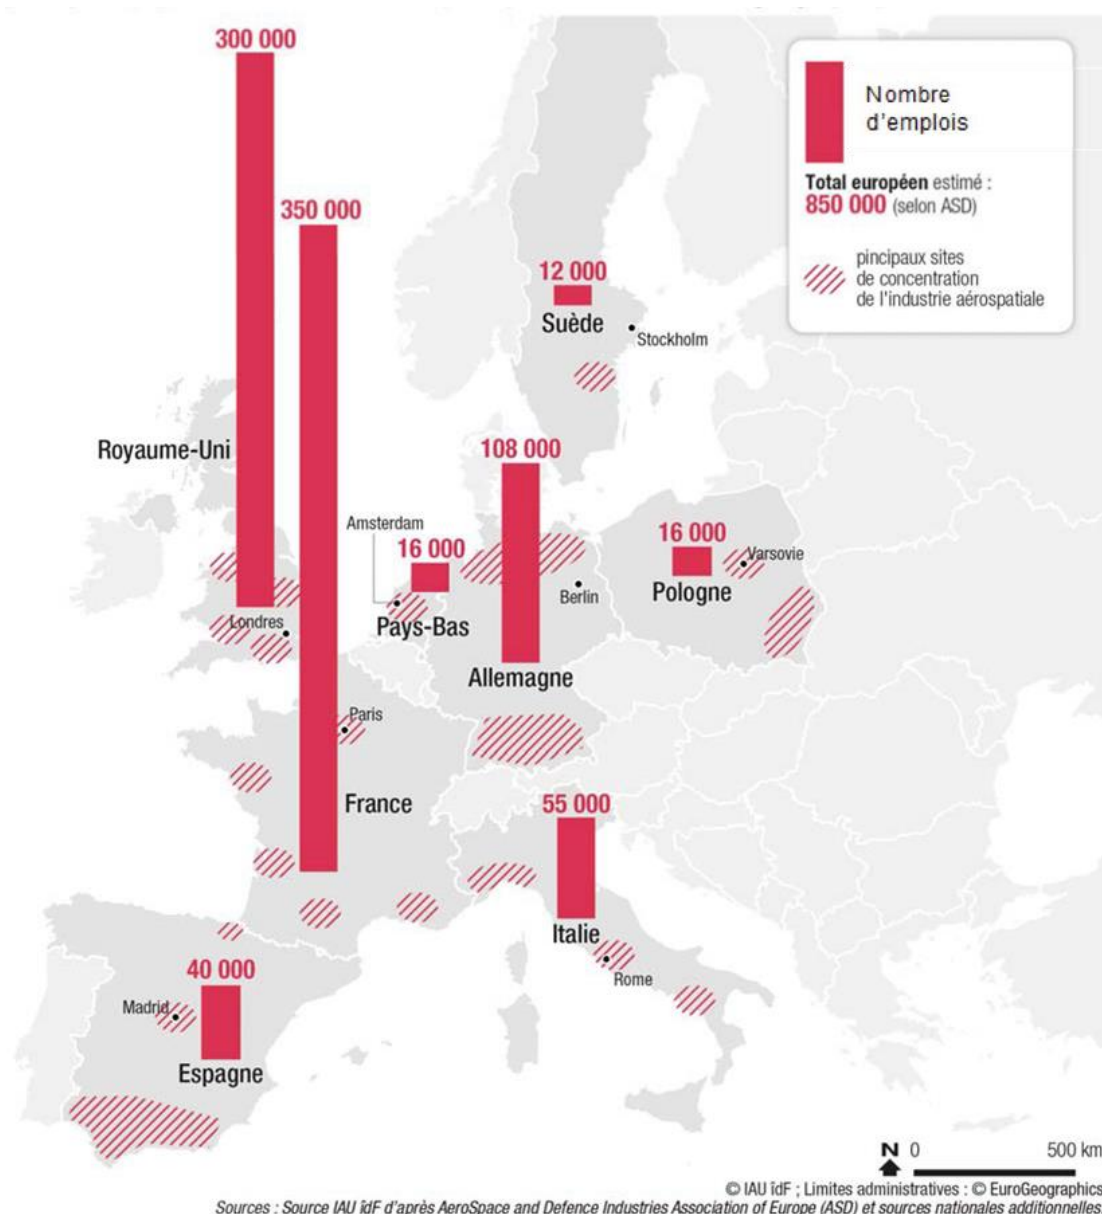 300 000
350 000
Nombre
d'emplois
Total européen estimé :
850 000 (selon ASD)
pincipaux sites
de concentration
de l'industrie aérospatiale
12 000
Suède
Stockholm
Royaume-Uni
108 000
Amsterdam
16 000
16 000
Varsovie
Berlin
Pologne
Londres
Pays-Bas
Allemagne
Paris
France
55 000
Italie
40 000
Rome
Madrid
Espagne
N 0 500 km
© IAU îdF ; Limites administratives : © EuroGeographics
Sources : Source IAU îdF d'après AeroSpace and Defence Industries Association of Europe (ASD) et sources nationales additionnelles